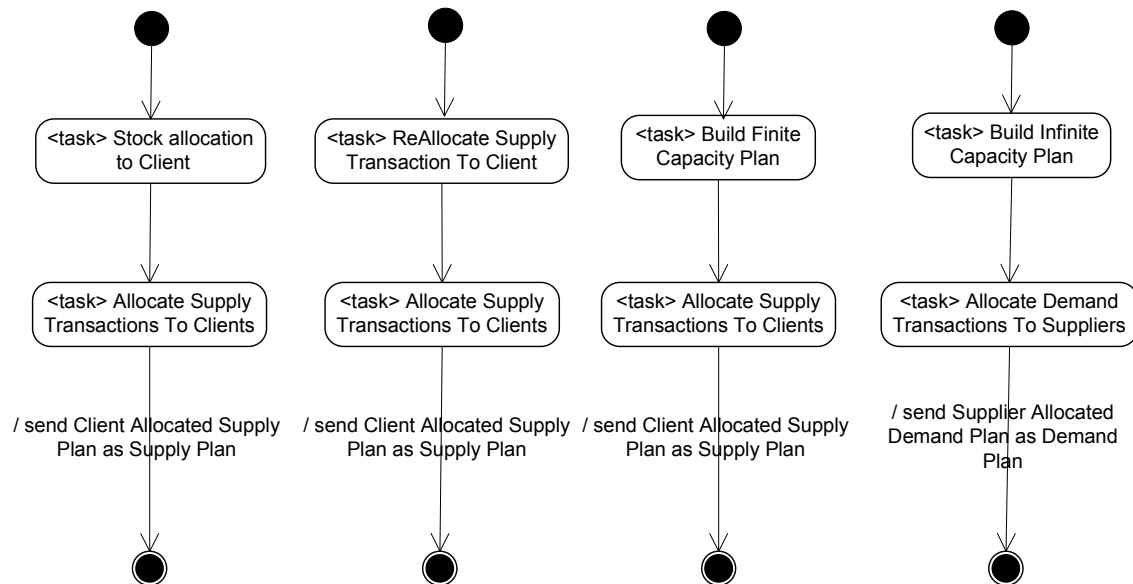 <task> Stock allocation
to Client
<task> ReAllocate Supply
Transaction To Client
<task> Build Finite
Capacity Plan
<task> Build Infinite
Capacity Plan
<task> Allocate Supply
Transactions To Clients
<task> Allocate Supply
Transactions To Clients
<task> Allocate Supply
Transactions To Clients
<task> Allocate Demand
Transactions To Suppliers
/ send Client Allocated Supply
Plan as Supply Plan
/ send Client Allocated Supply
Plan as Supply Plan
/ send Client Allocated Supply
Plan as Supply Plan
/ send Supplier Allocated
Demand Plan as Demand
Plan